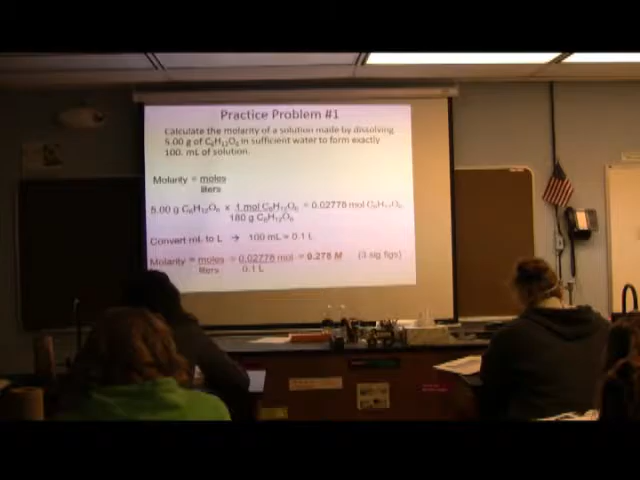 Practice Problem #1
Calculate the molarity of a solution made by dissolving
5.00 g of C₆H₁₂O₆ in sufficient water to form exactly
100. mL of solution.
Molarity = moles
liters
5.00 g C₆H₁₂O₆ x 1 mol C₆H₁₂O₆ = 0.02778 mol C₆H₁₂O₆
180 g C₆H₁₂O₆
Convert mL to L → 100 mL = 0.1 L
Molarity = moles = 0.02778 mol = 0.278 M (3 sig figs)
liters 0.1 L